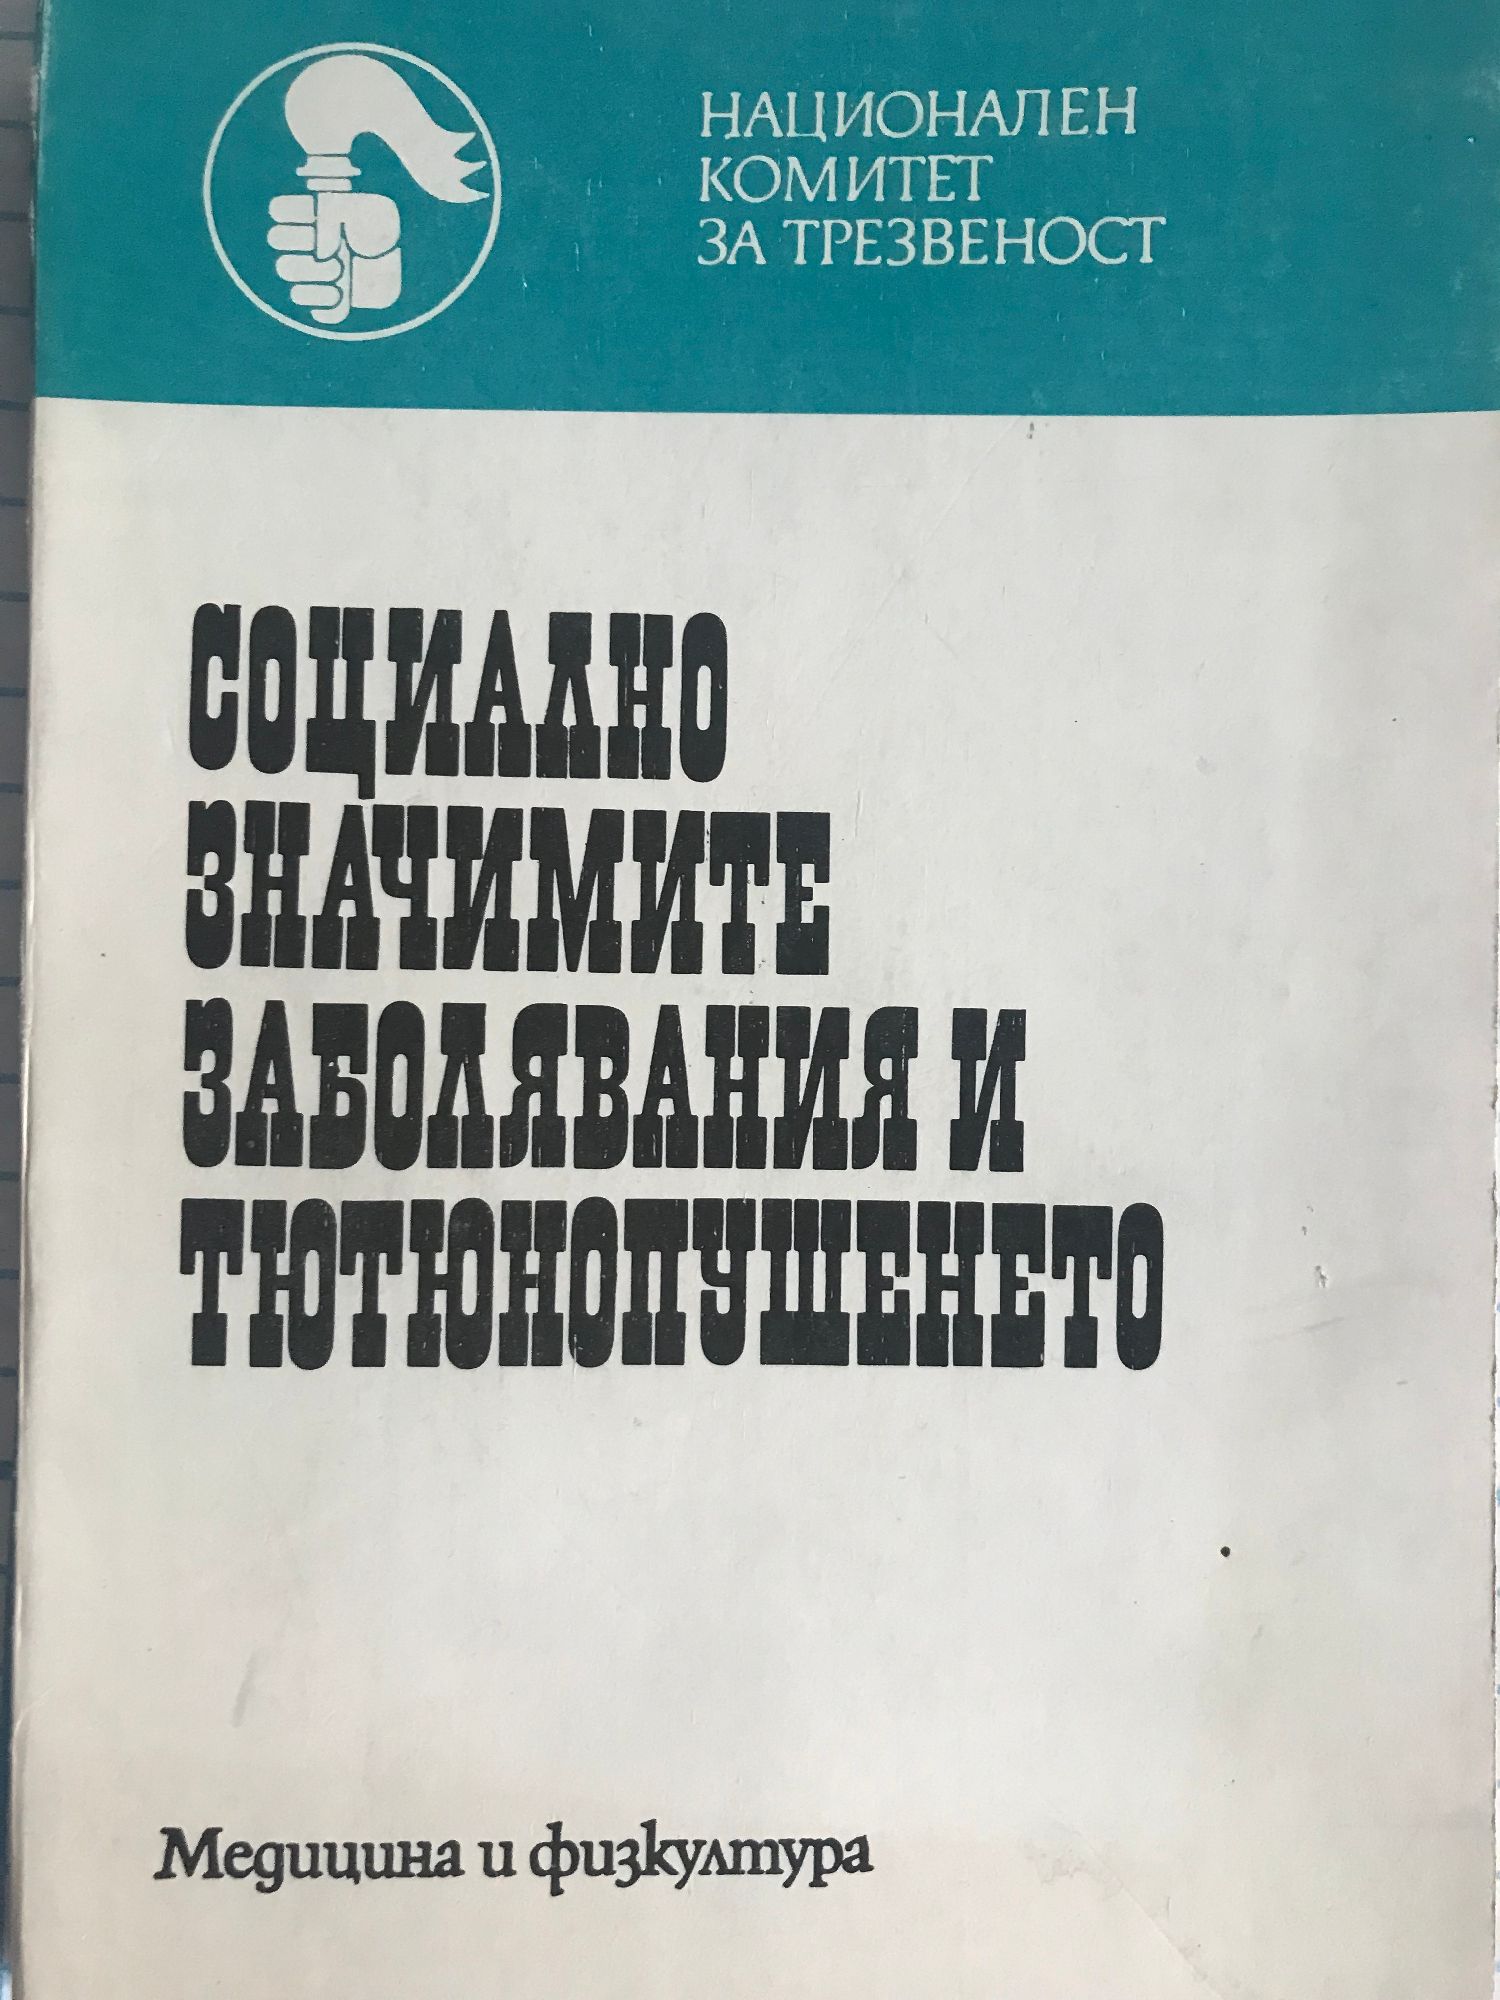 НАЦИОНАЛЕН
КОМИТЕТ
ЗА ТРЕЗВЕНОСТ
СОЦИАЛНО
ЗНАЧИМИТЕ
ЗАБОЛЯВАНИЯ И
ТЮТЮНОПУШЕНЕТО
Медицина и физкултура